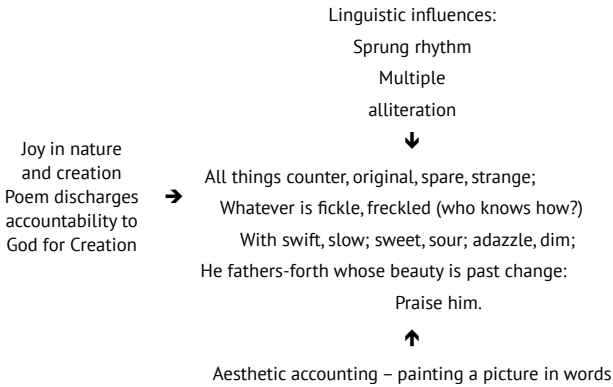 Linguistic influences:
Sprung rhythm
Multiple
alliteration
🡻
Joy in nature
and creation
Poem discharges
accountability to
God for Creation
🡺
All things counter, original, spare, strange;
Whatever is fickle, freckled (who knows how?)
With swift, slow; sweet, sour; adazzle, dim;
He fathers-forth whose beauty is past change:
Praise him.
🡹
Aesthetic accounting – painting a picture in words